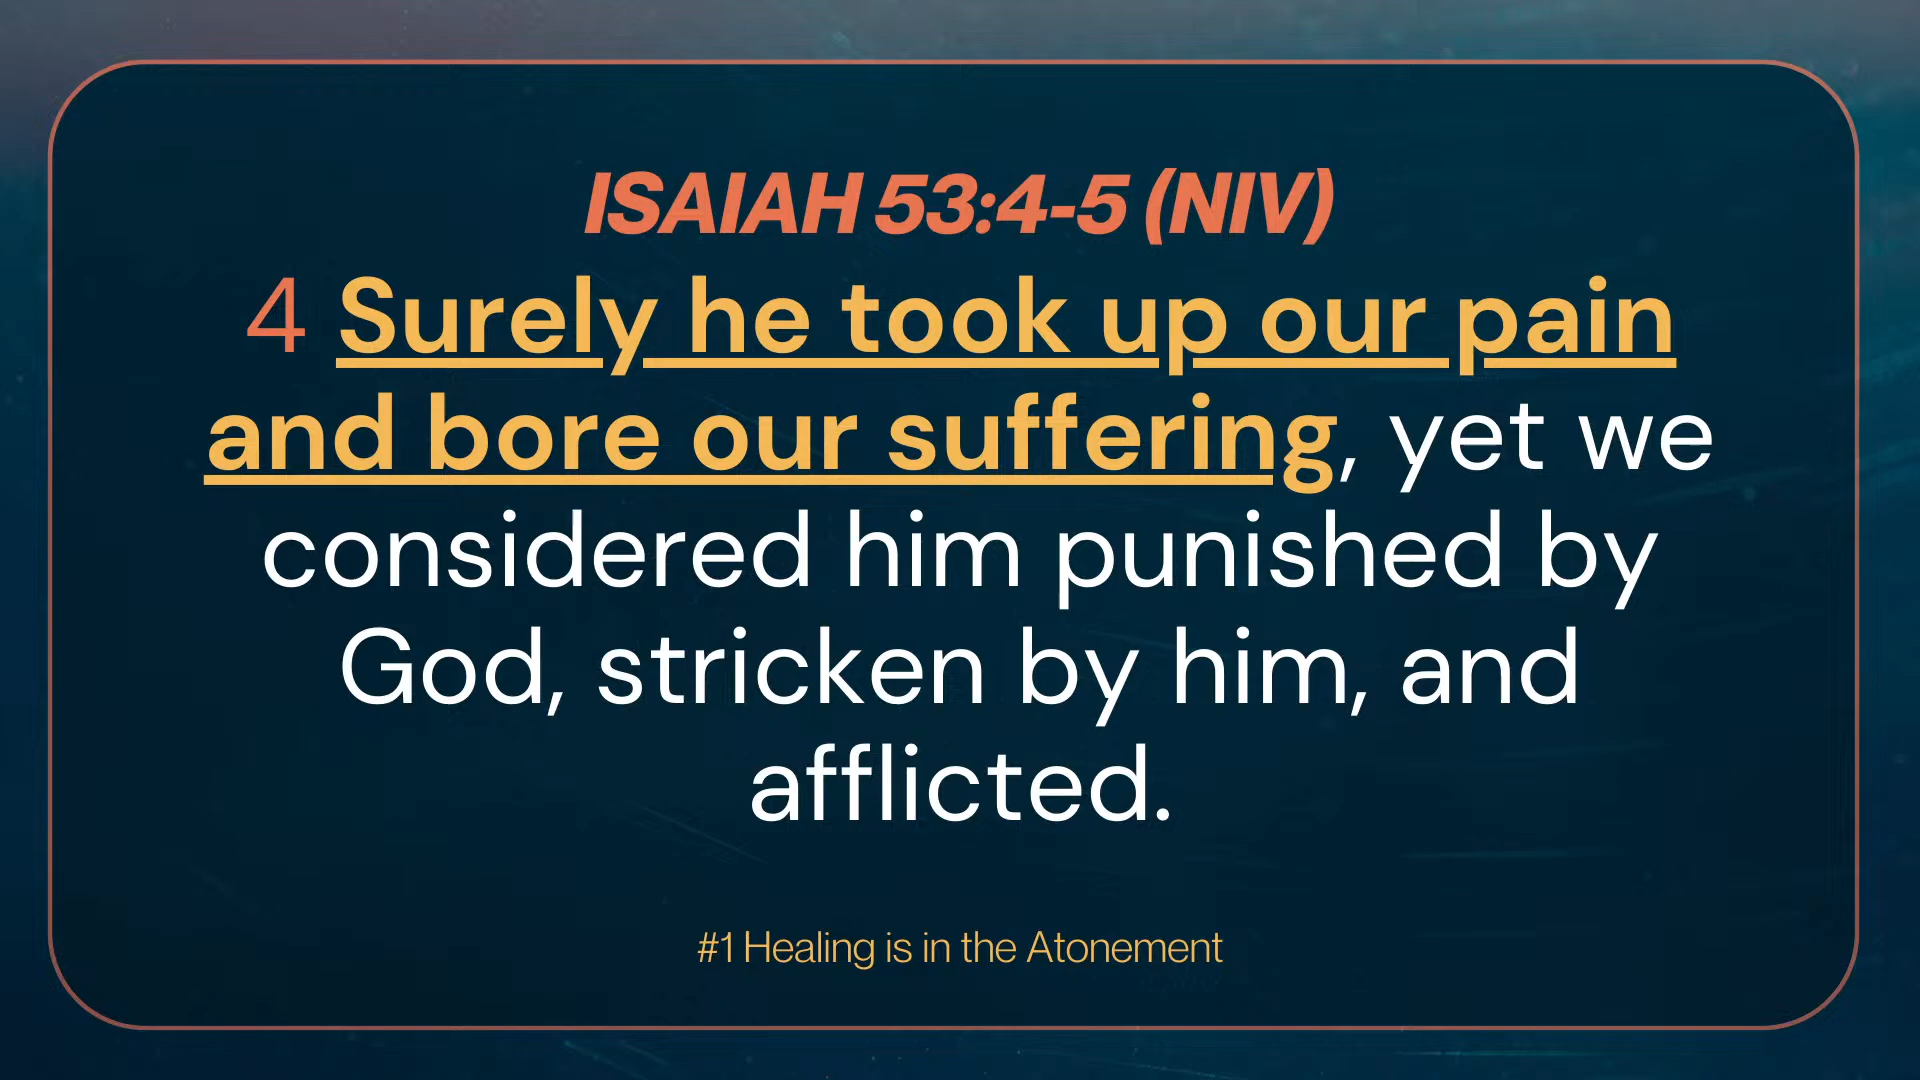 ISAIAH 53:4-5 (NIV)
4 Surely he took up our pain
and bore our suffering, yet we
considered him punished by
God, stricken by him, and
afflicted.
#1 Healing is in the Atonement